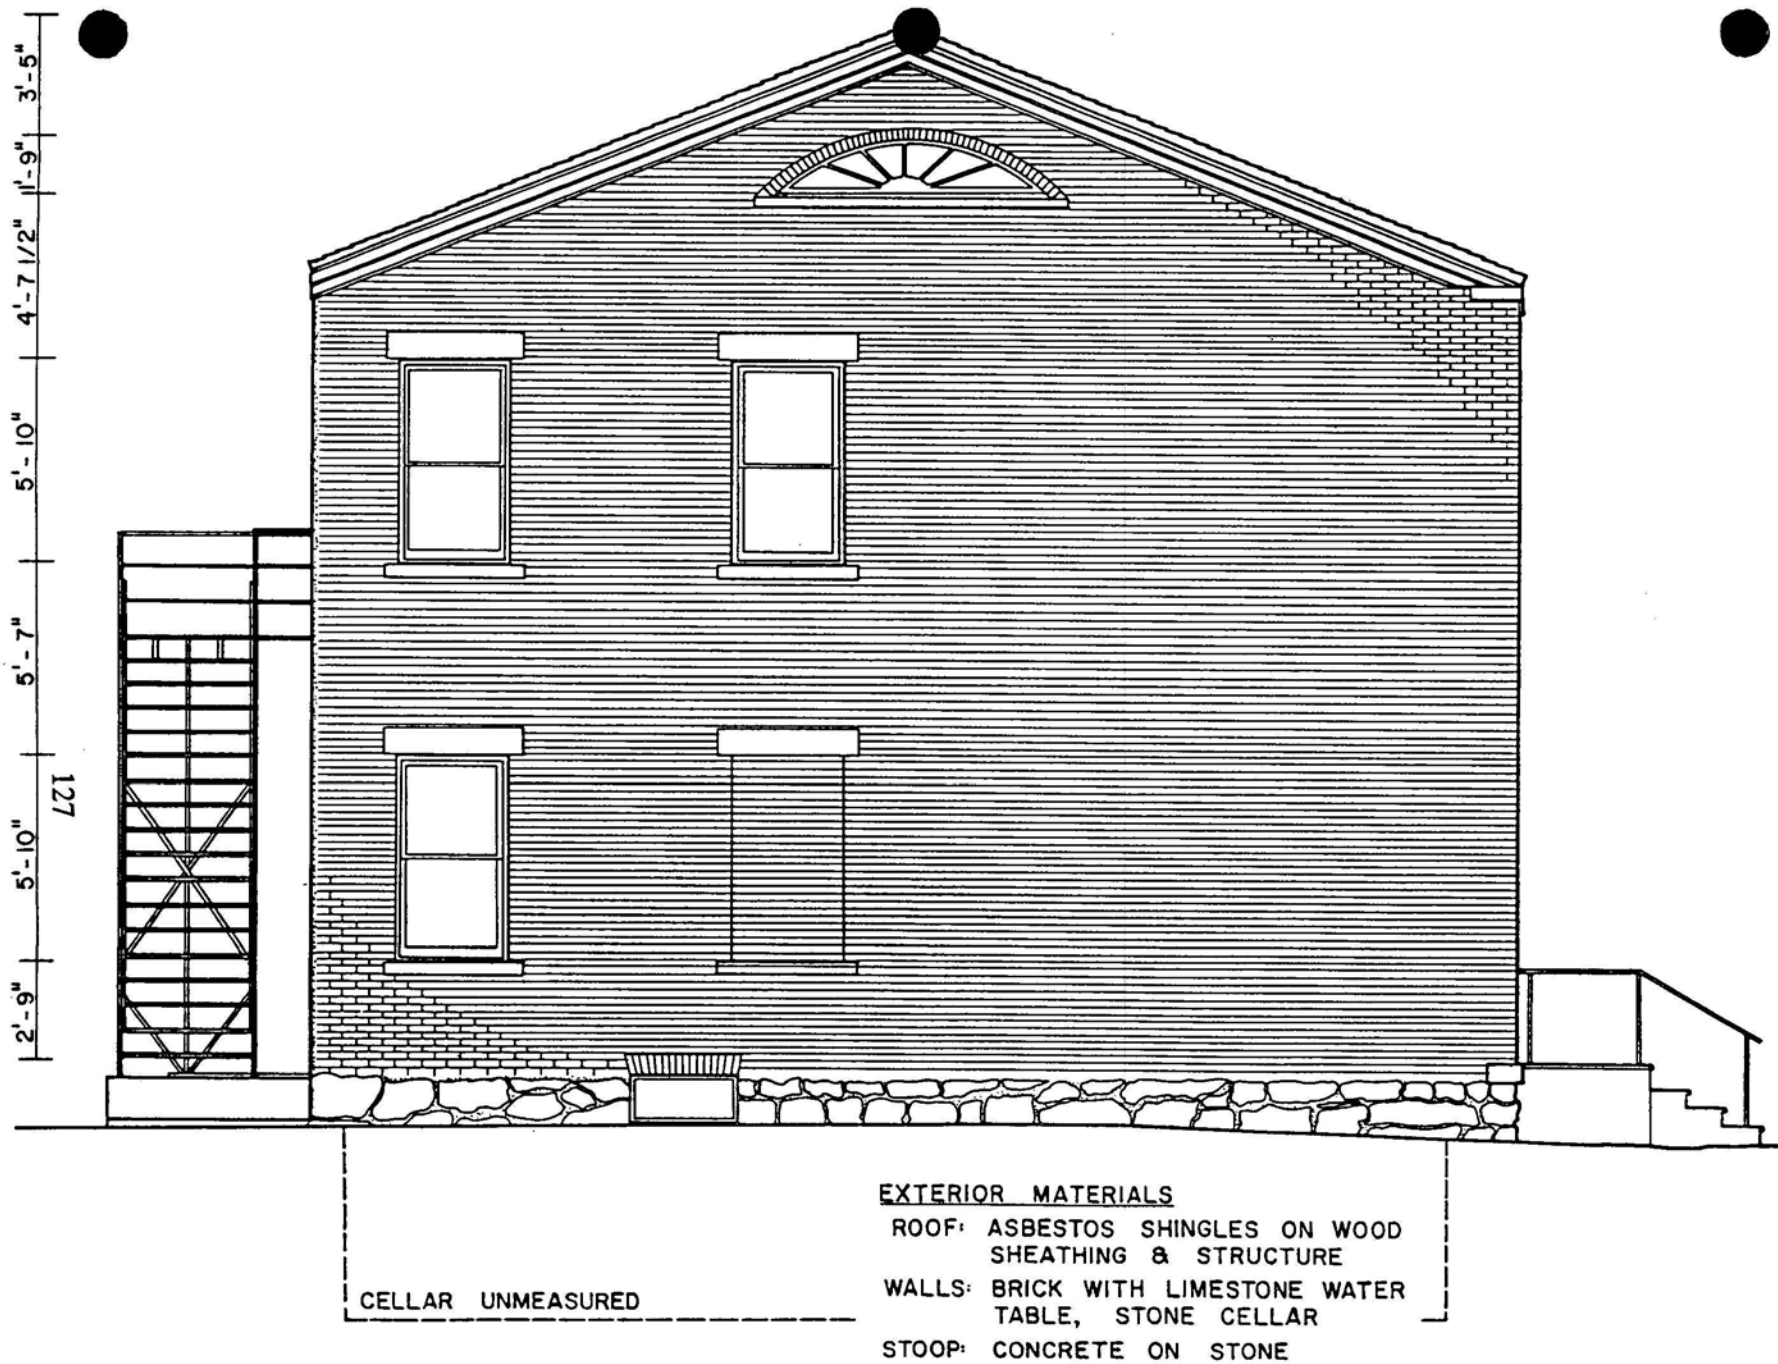 3'-5"
1'-9"
4'-7 1/2"
5'-10"
5'-7"
127
5'-10"
2'-9"
EXTERIOR MATERIALS
ROOF: ASBESTOS SHINGLES ON WOOD
SHEATHING & STRUCTURE
WALLS: BRICK WITH LIMESTONE WATER
TABLE, STONE CELLAR
STOOP: CONCRETE ON STONE
CELLAR UNMEASURED